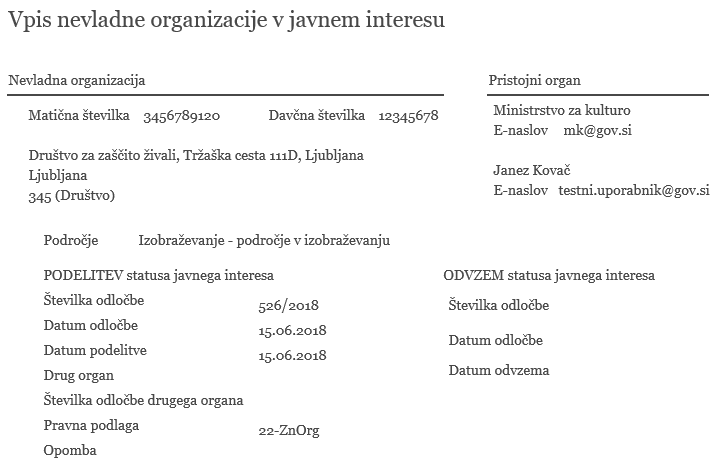 Vpis nevladne organizacije v javnem interesu
Nevladna organizacija
Matična številka 3456789120 Davčna številka 12345678
Društvo za zaščito živali, Tržaška cesta 111D, Ljubljana
Ljubljana
345 (Društvo)
Pristojni organ
Ministrstvo za kulturo
E-naslov mk@gov.si
Janez Kovač
E-naslov testni.uporabnik@gov.si
Področje Izobraževanje - področje v izobraževanju
PODELITEV statusa javnega interesa
Številka odločbe 526/2018
Datum odločbe 15.06.2018
Datum podelitve 15.06.2018
Drug organ
Številka odločbe drugega organa
Pravna podlaga 22-ZnOrg
Opomba
ODVZEM statusa javnega interesa
Številka odločbe
Datum odločbe
Datum odvzema